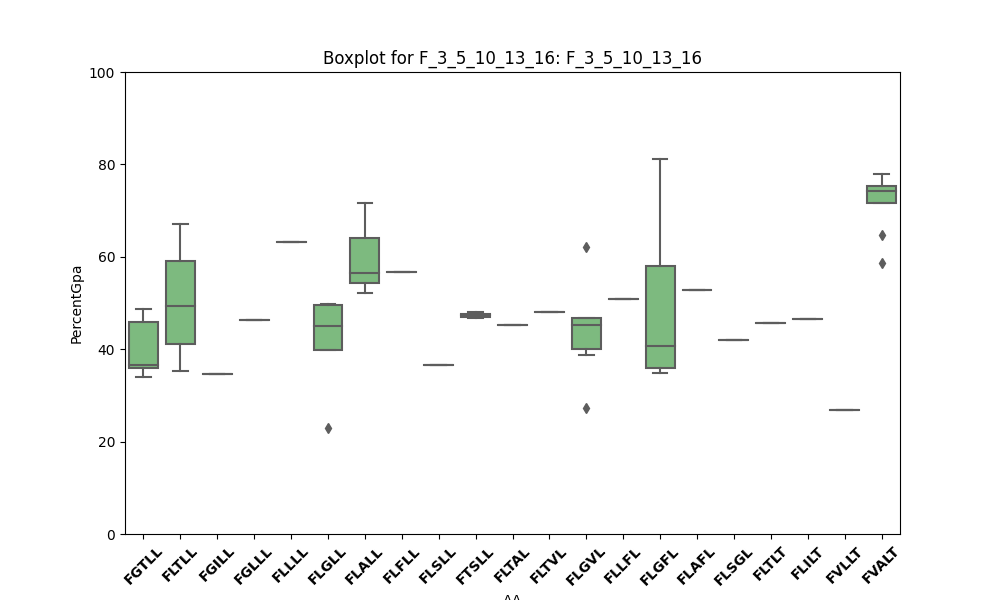 Boxplot for F_3_5_10_13_16: F_3_5_10_13_16
100
80
60
40
20
0
PercentGpa
FGTLL FLTLL FGILL FGLLL FLLLL FLGLL FLALL FLFLL FLSLL FTSLL FLTAL FLTVL FLGVL FLLFL FLGFL FLAFL FLSGL FLTLT FLILT FVLLT FVALT
AA